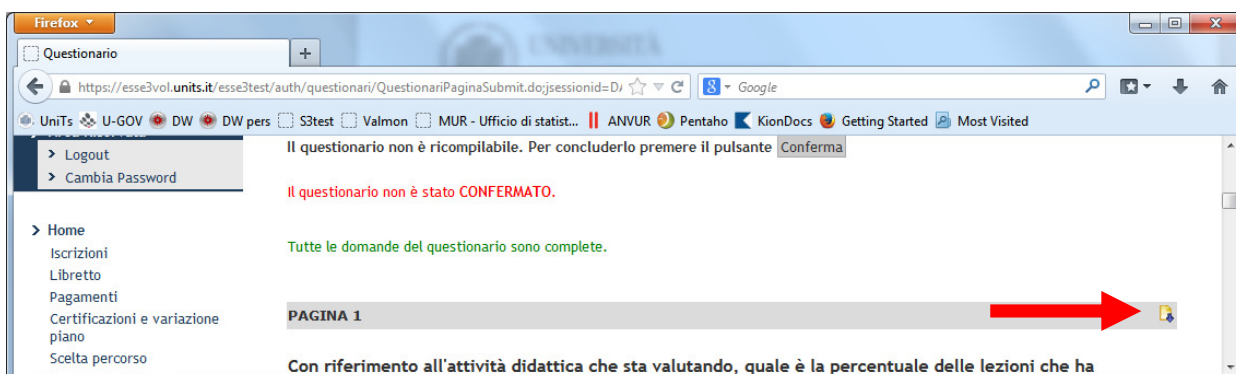 Firefox
Questionario
UNIVERSITÀ
https://esse3vol.units.it/esse3test/auth/questionari/QuestionariPaginaSubmit.do;jsessionid=D
Google
UniTs U-GOV DW DW pers S3test Valmon MUR - Ufficio di statist... ANVUR Pentaho KionDocs Getting Started Most Visited
Logout
Cambia Password
Il questionario non è ricompilabile. Per concluderlo premere il pulsante Conferma
Il questionario non è stato CONFERMATO.
Home
Iscrizioni
Libretto
Pagamenti
Certificazioni e variazione
piano
Scelta percorso
Tutte le domande del questionario sono complete.
PAGINA 1
Con riferimento all'attività didattica che sta valutando, quale è la percentuale delle lezioni che ha